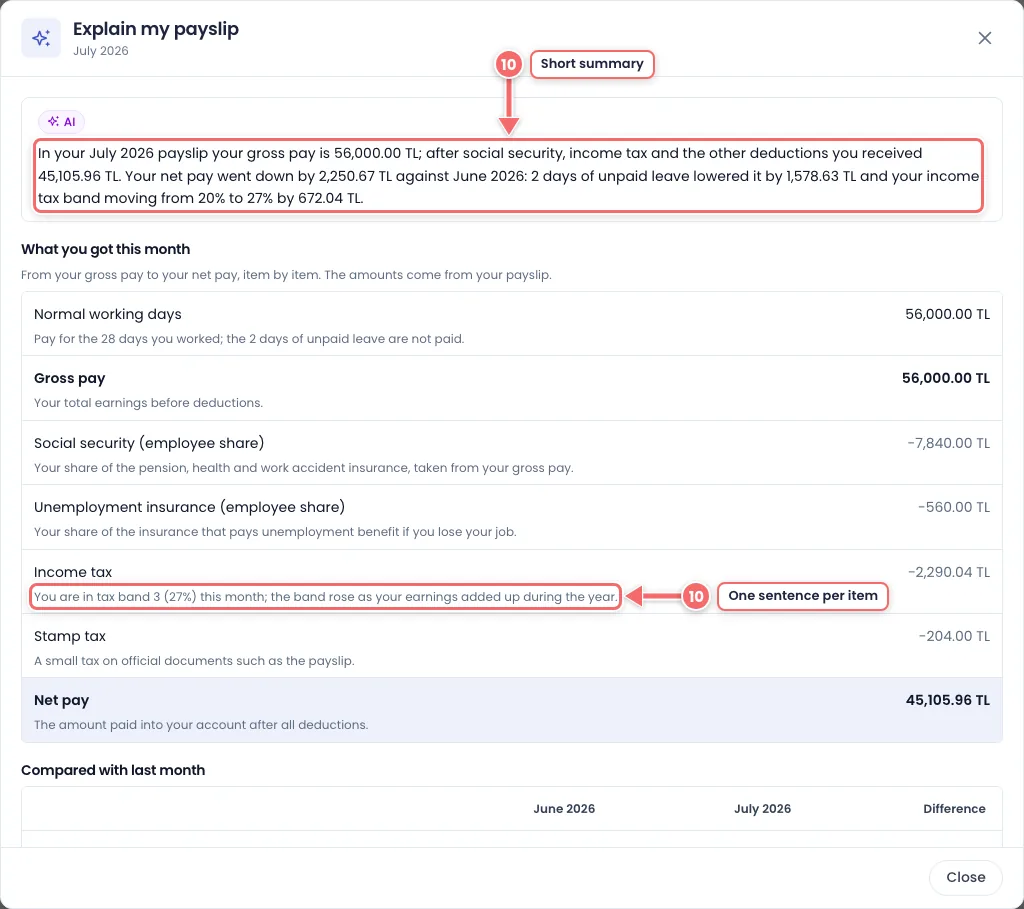 Explain my payslip
July 2026
10 Short summary
AI
In your July 2026 payslip your gross pay is 56,000.00 TL; after social security, income tax and the other deductions you received
45,105.96 TL. Your net pay went down by 2,250.67 TL against June 2026: 2 days of unpaid leave lowered it by 1,578.63 TL and your income
tax band moving from 20% to 27% by 672.04 TL.
What you got this month
From your gross pay to your net pay, item by item. The amounts come from your payslip.
Normal working days 56,000.00 TL
Pay for the 28 days you worked; the 2 days of unpaid leave are not paid.
Gross pay 56,000.00 TL
Your total earnings before deductions.
Social security (employee share) -7,840.00 TL
Your share of the pension, health and work accident insurance, taken from your gross pay.
Unemployment insurance (employee share) -560.00 TL
Your share of the insurance that pays unemployment benefit if you lose your job.
Income tax -2,290.04 TL
You are in tax band 3 (27%) this month; the band rose as your earnings added up during the year. 10 One sentence per item
Stamp tax -204.00 TL
A small tax on official documents such as the payslip.
Net pay 45,105.96 TL
The amount paid into your account after all deductions.
Compared with last month
June 2026 July 2026 Difference
Close